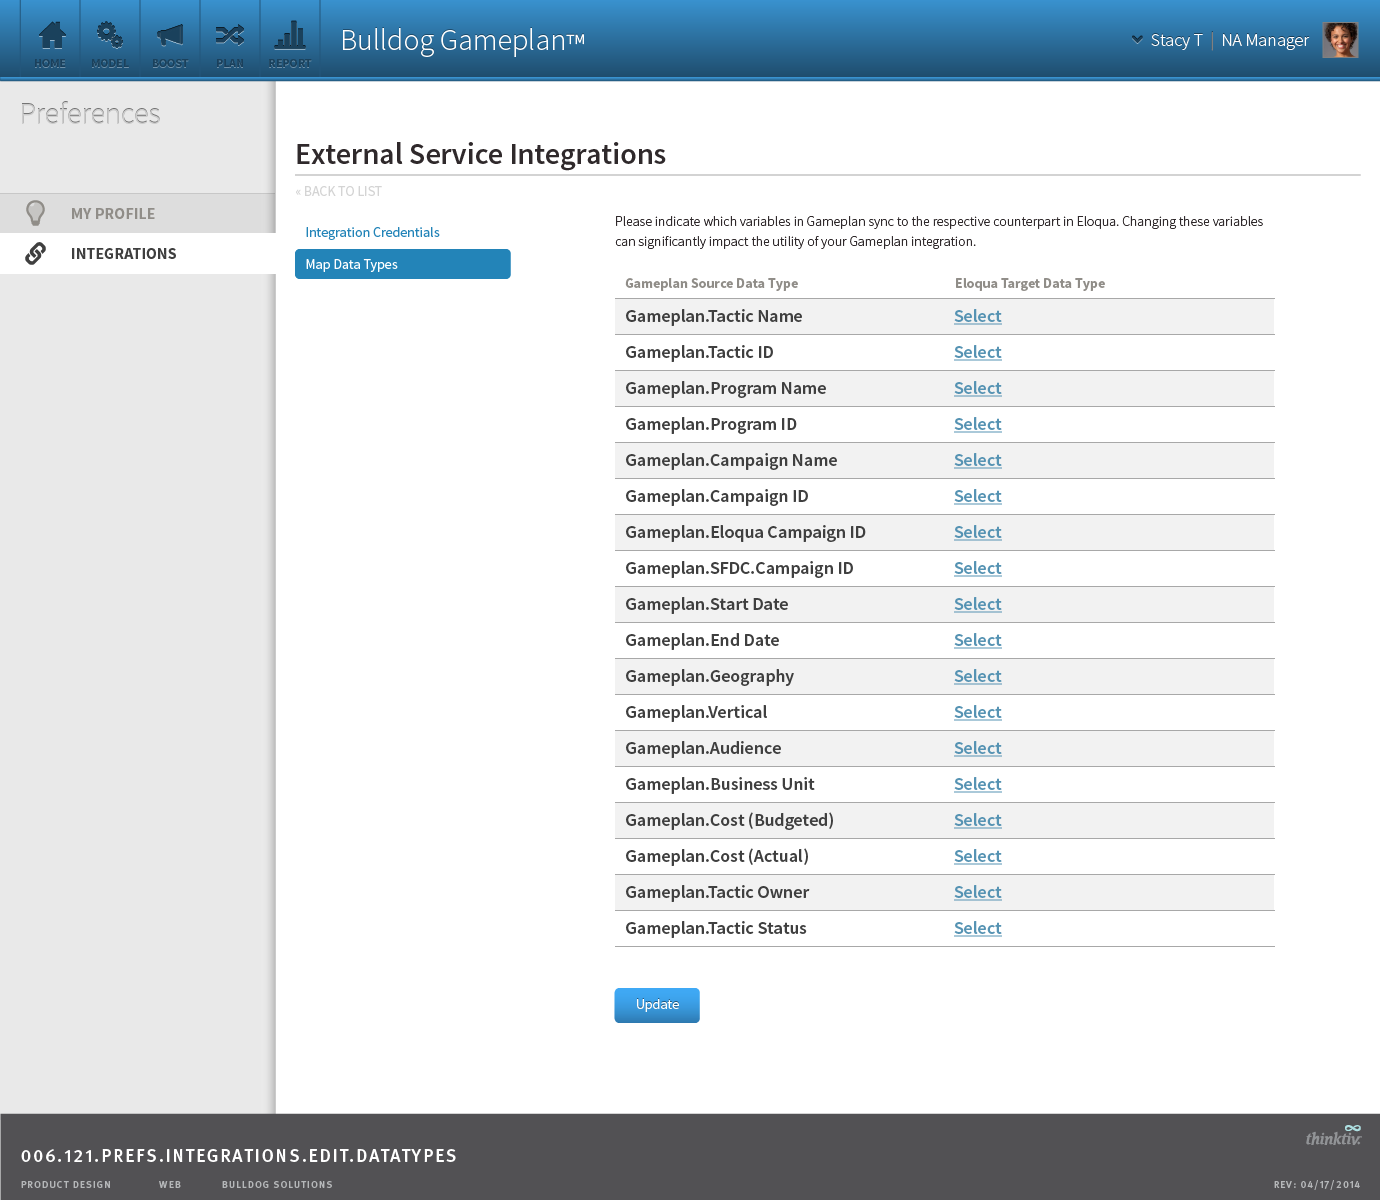 HOME MODEL BOOST PLAN REPORT
Bulldog Gameplan™
Stacy T | NA Manager
Preferences
MY PROFILE
INTEGRATIONS
External Service Integrations
« BACK TO LIST
Integration Credentials
Map Data Types
Please indicate which variables in Gameplan sync to the respective counterpart in Eloqua. Changing these variables
can significantly impact the utility of your Gameplan integration.
Gameplan Source Data Type Eloqua Target Data Type
Gameplan.Tactic Name Select
Gameplan.Tactic ID Select
Gameplan.Program Name Select
Gameplan.Program ID Select
Gameplan.Campaign Name Select
Gameplan.Campaign ID Select
Gameplan.Eloqua Campaign ID Select
Gameplan.SFDC.Campaign ID Select
Gameplan.Start Date Select
Gameplan.End Date Select
Gameplan.Geography Select
Gameplan.Vertical Select
Gameplan.Audience Select
Gameplan.Business Unit Select
Gameplan.Cost (Budgeted) Select
Gameplan.Cost (Actual) Select
Gameplan.Tactic Owner Select
Gameplan.Tactic Status Select
Update
thinktiv.
006.121.PREFS.INTEGRATIONS.EDIT.DATATYPES
PRODUCT DESIGN WEB BULLDOG SOLUTIONS REV: 04/17/2014